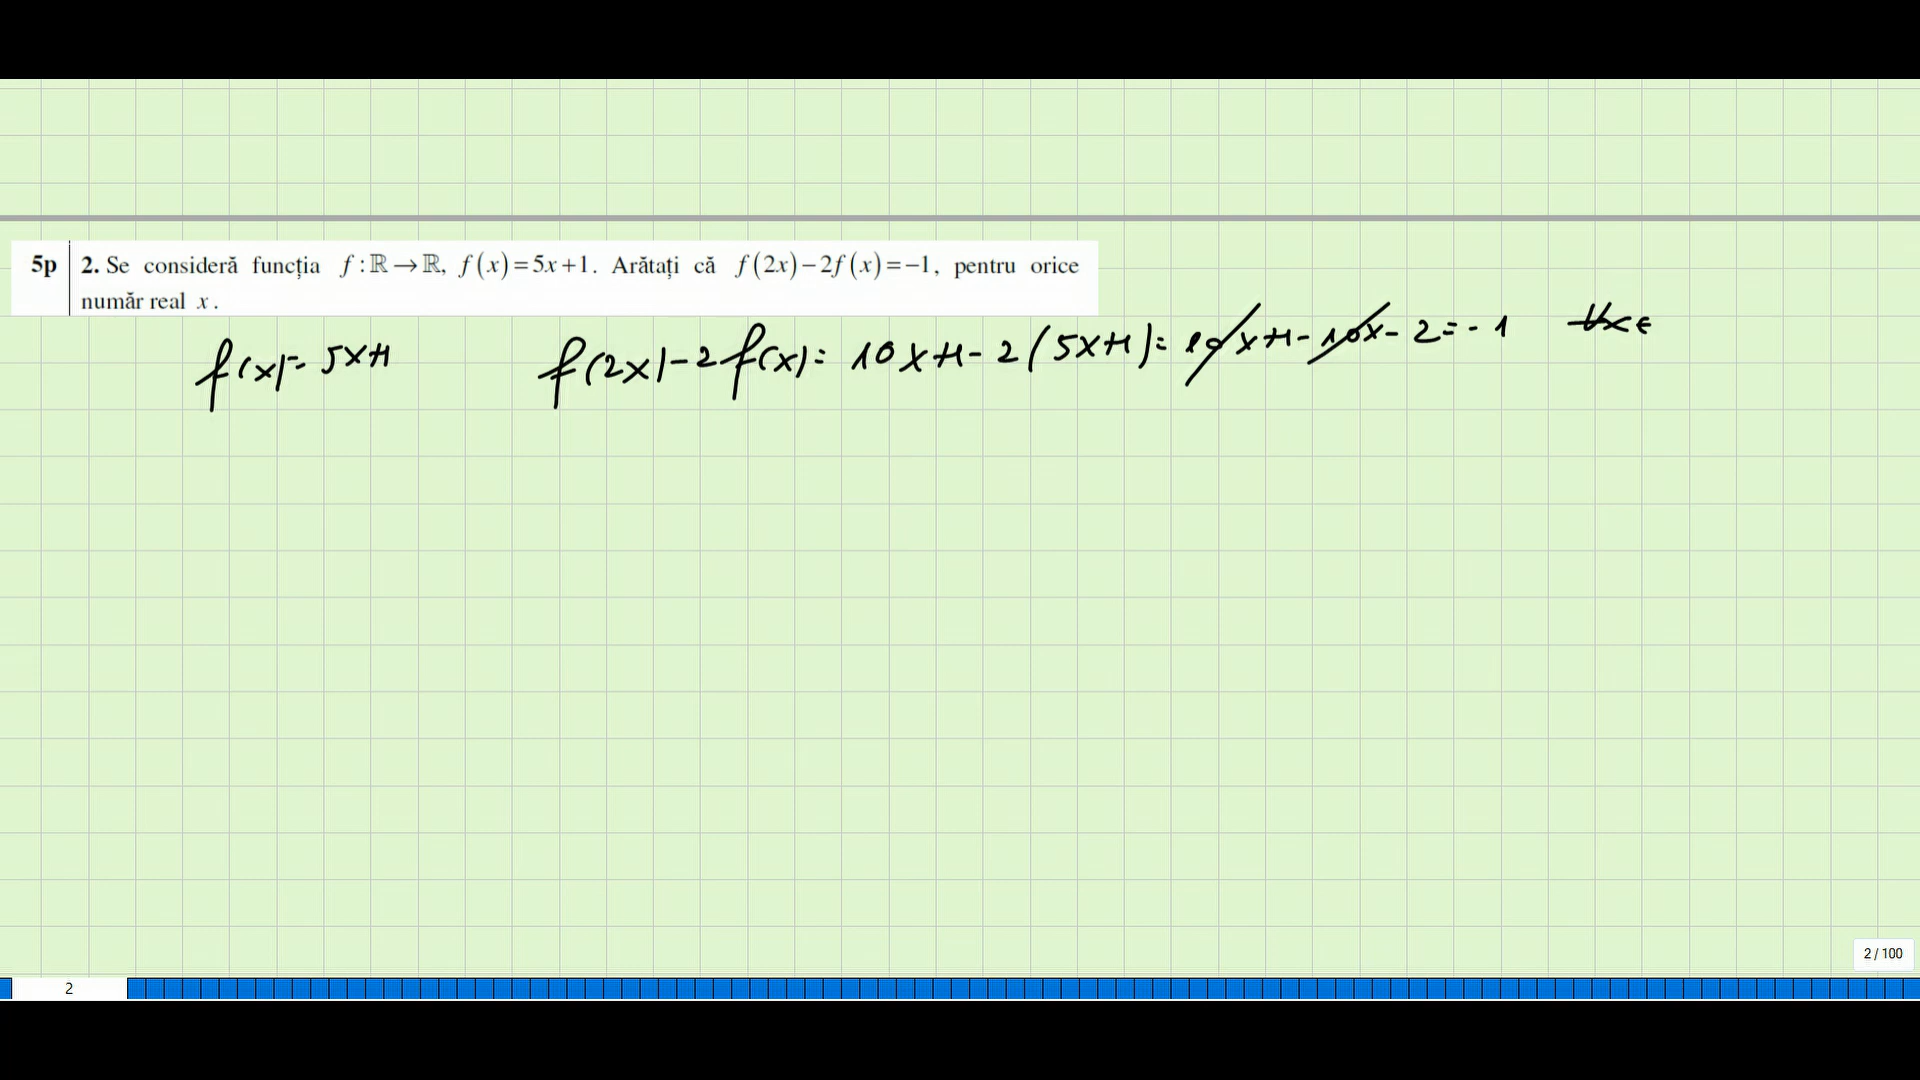 5p 2. Se consideră funcția f : ℝ → ℝ, f(x) = 5x + 1. Arătați că f(2x) − 2f(x) = −1, pentru orice
număr real x.
f(x) = 5x+1 f(2x) - 2f(x) = 10x+1 - 2(5x+1) = 10x+1 - 10x - 2 = -1 ∀x∈
2 / 100
2